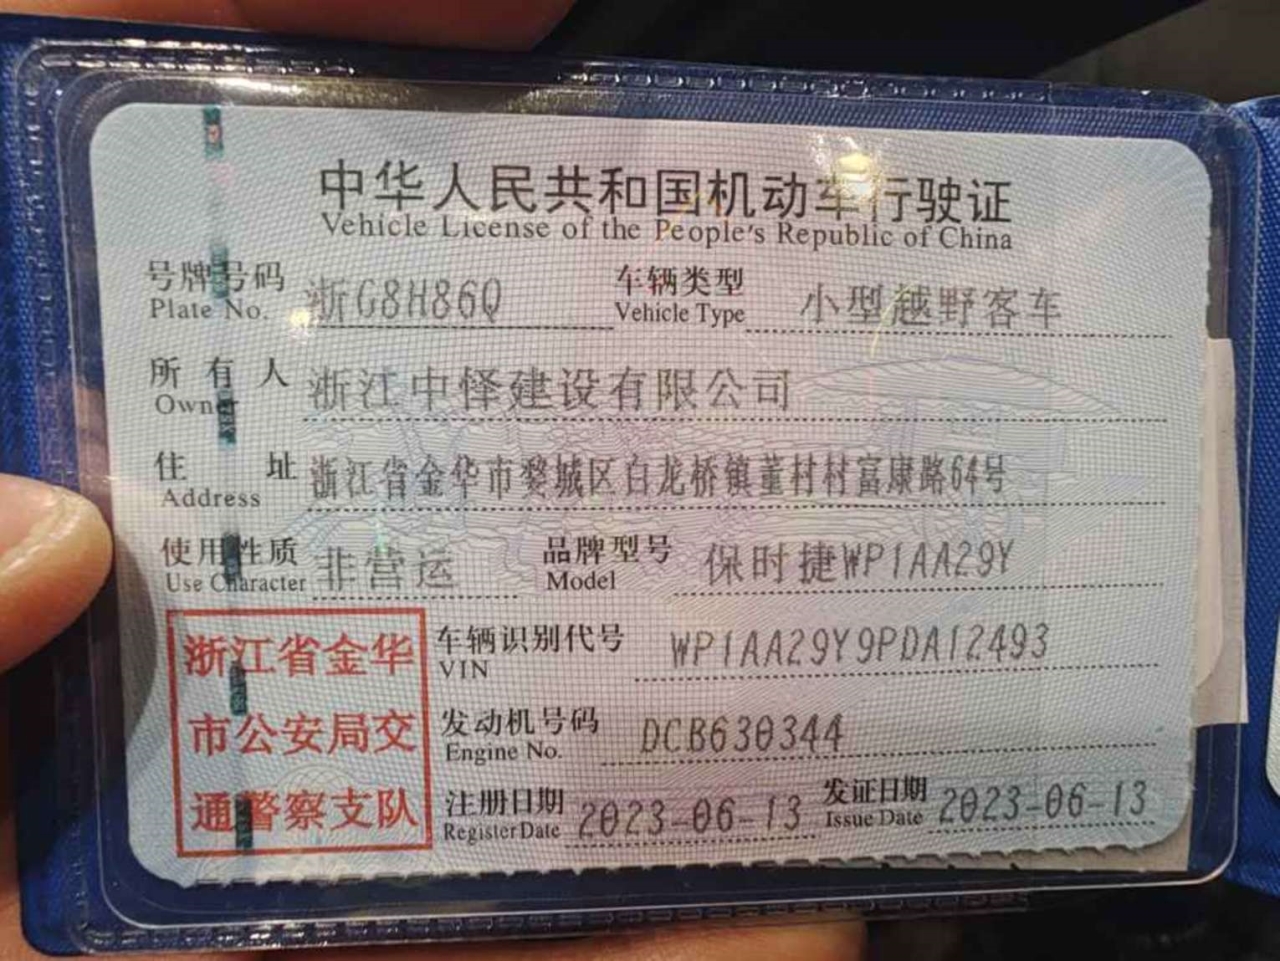 中华人民共和国机动车行驶证
Vehicle License of the People's Republic of China
号牌号码 浙G8H86Q 车辆类型 小型越野客车
Plate No. Vehicle Type
所有人 浙江中怿建设有限公司
Owner
住址 浙江省金华市婺城区白龙桥镇董村村富康路64号
Address
使用性质 非营运 品牌型号 保时捷WP1AA29Y
Use Character Model
浙江省金华
市公安局交
通警察支队
车辆识别代号 WP1AA29Y9PDA12493
VIN
发动机号码 DCB630344
Engine No.
注册日期 2023-06-13 发证日期 2023-06-13
Register Date Issue Date